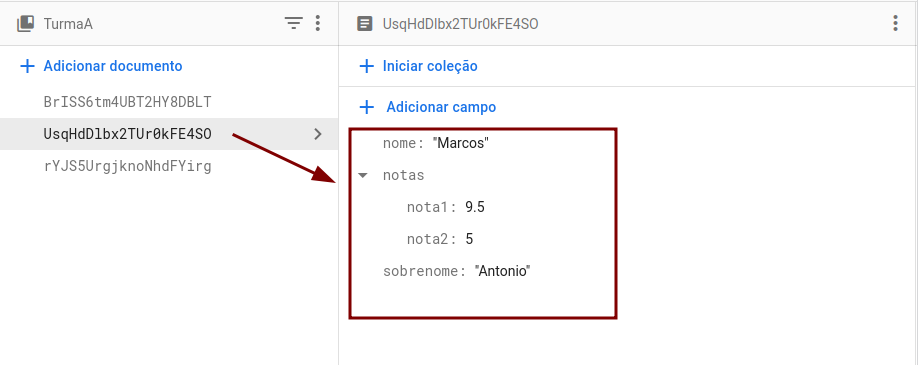 TurmaA
UsqHdDlbx2TUr0kFE4SO
Adicionar documento
Iniciar coleção
BrISS6tm4UBT2HY8DBLT
Adicionar campo
UsqHdDlbx2TUr0kFE4SO
rYJS5UrgjknoNhdFYirg
nome: "Marcos"
notas
nota1: 9.5
nota2: 5
sobrenome: "Antonio"